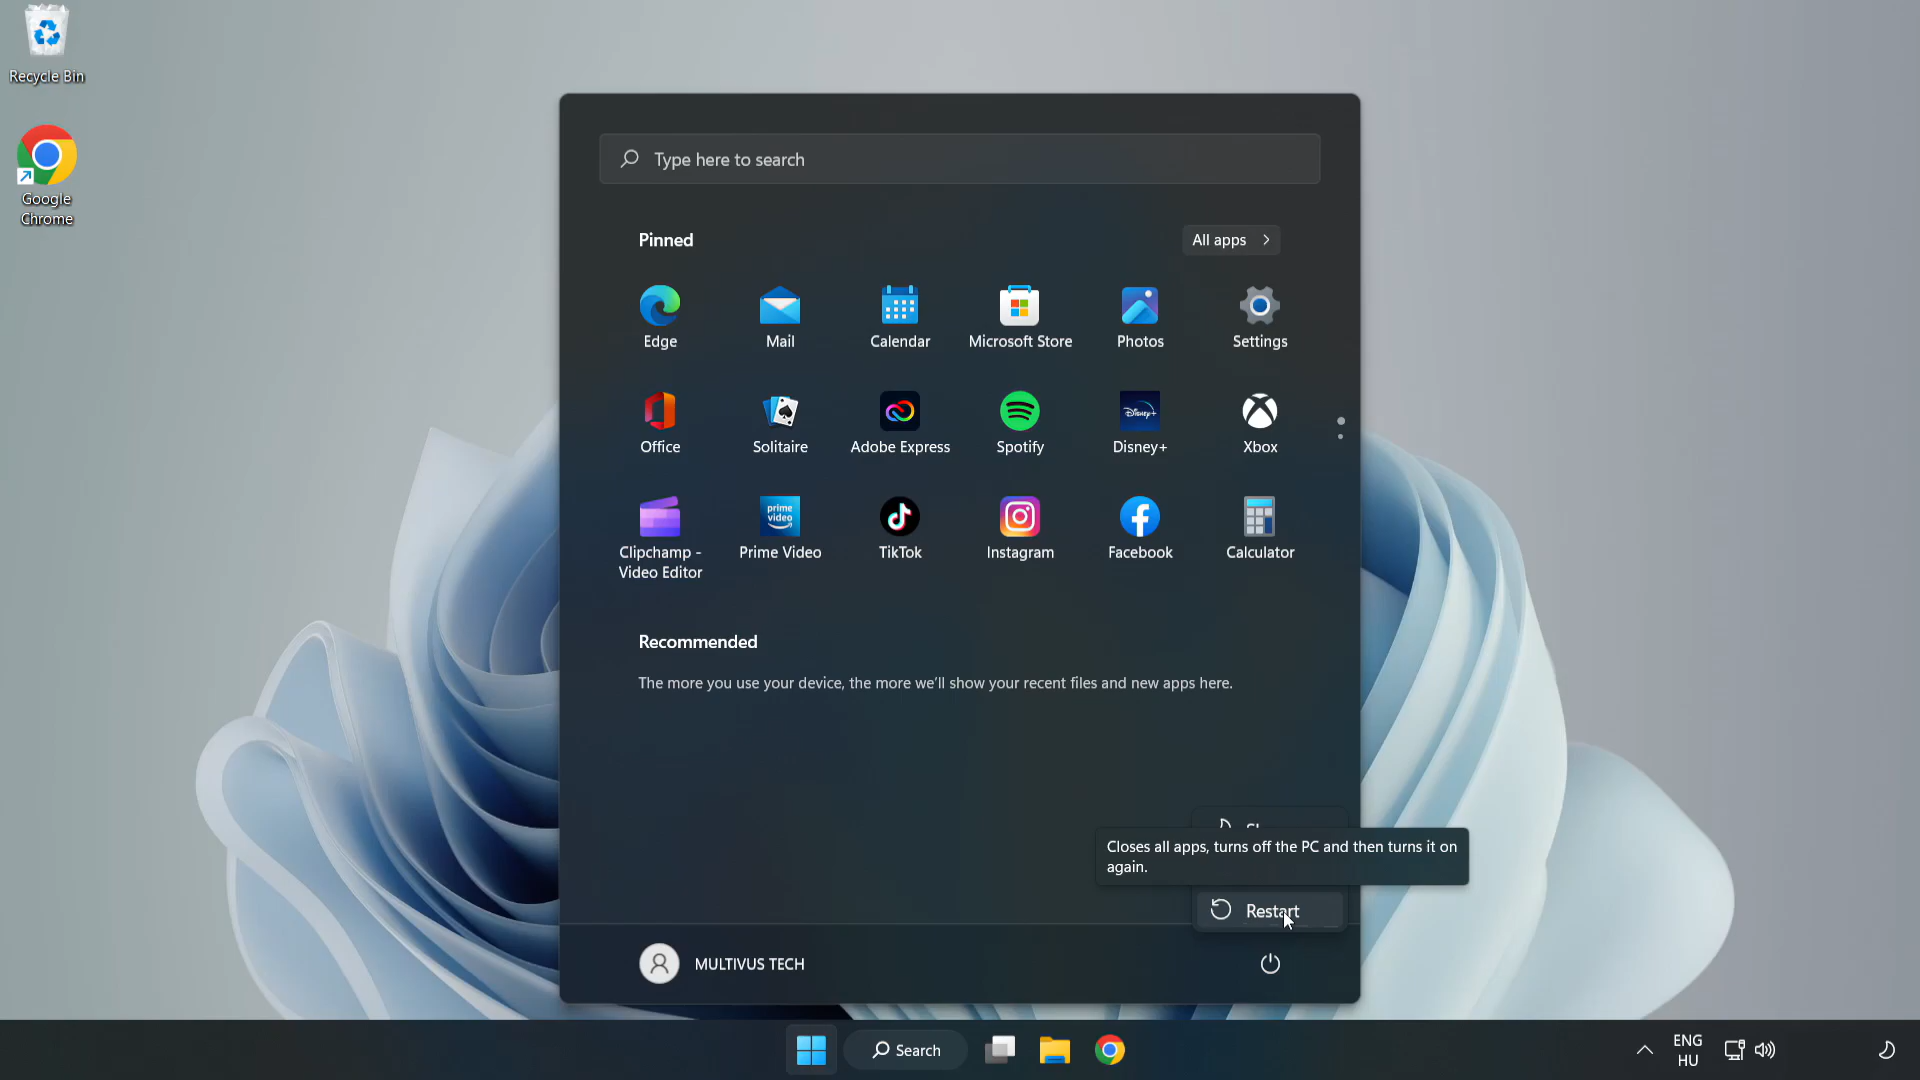 Recycle Bin
Google
Chrome
Type here to search
Pinned
All apps
Edge
Mail
Calendar
Microsoft Store
Photos
Settings
Office
Solitaire
Adobe Express
Spotify
Disney+
Disney+
Xbox
prime
video
Clipchamp -
Video Editor
Prime Video
TikTok
Instagram
Facebook
Calculator
Recommended
The more you use your device, the more we'll show your recent files and new apps here.
Closes all apps, turns off the PC and then turns it on
again.
Restart
MULTIVUS TECH
Search
ENG
HU